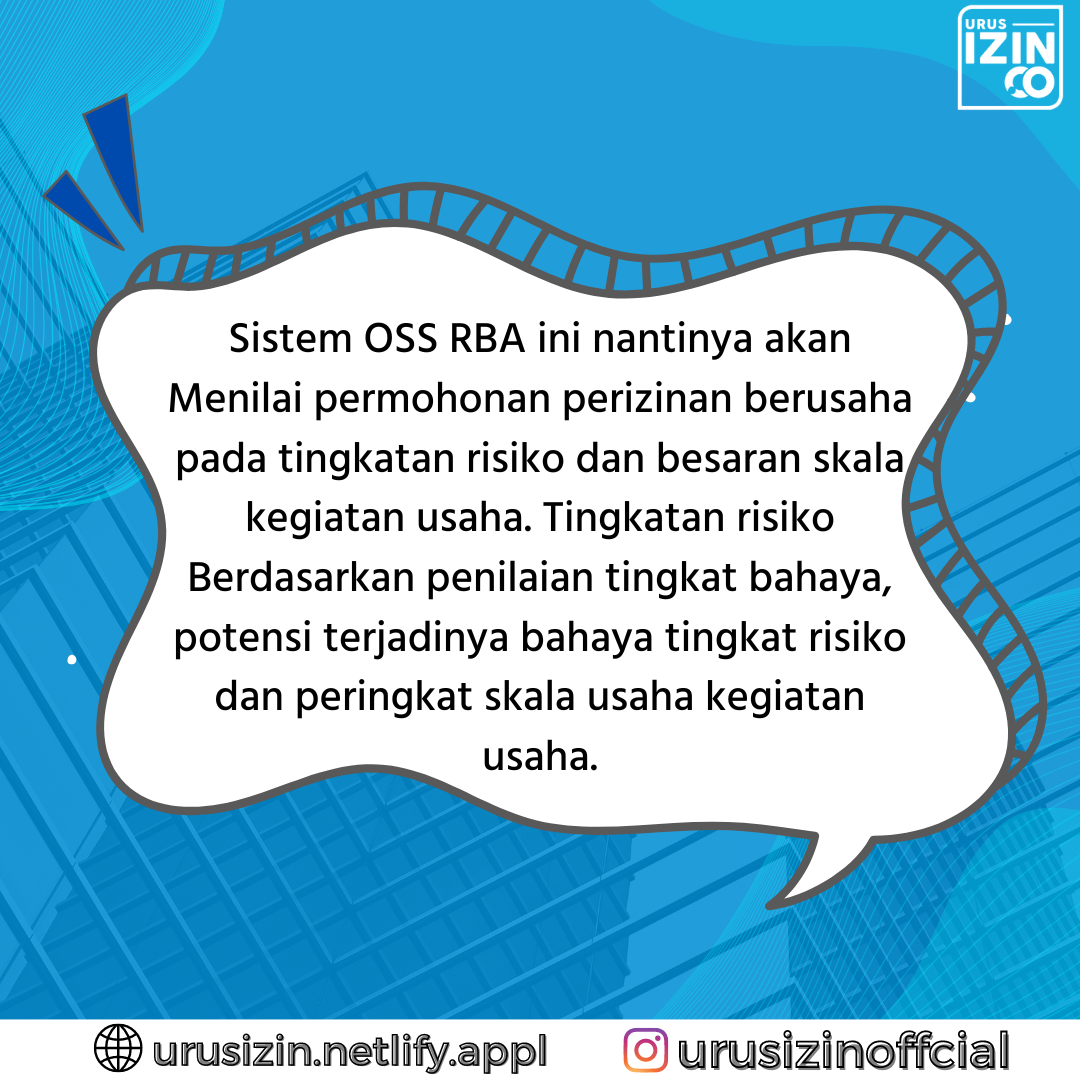 URUS
IZIN
CO
Sistem OSS RBA ini nantinya akan
Menilai permohonan perizinan berusaha
pada tingkatan risiko dan besaran skala
kegiatan usaha. Tingkatan risiko
Berdasarkan penilaian tingkat bahaya,
potensi terjadinya bahaya tingkat risiko
dan peringkat skala usaha kegiatan
usaha.
urusizin.netlify.appl
urusizinoffcial